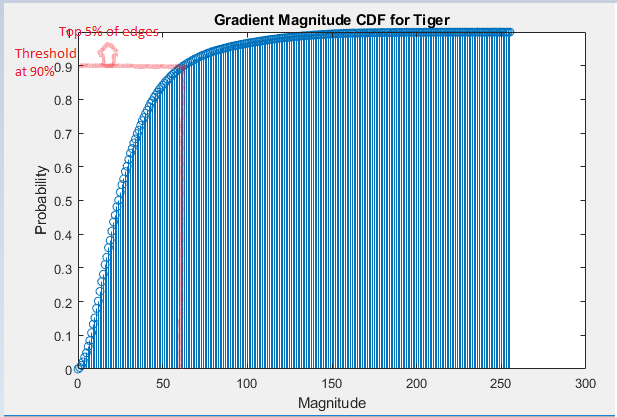 Gradient Magnitude CDF for Tiger
Top 5% of edges
Threshold
at 90%
1
0.9
0.8
0.7
0.6
0.5
0.4
0.3
0.2
0.1
0
Probability
0 50 100 150 200 250 300
Magnitude